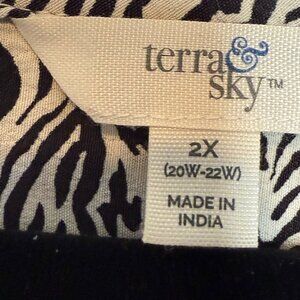 terra &
sky™
2X
(20W-22W)
MADE IN
INDIA